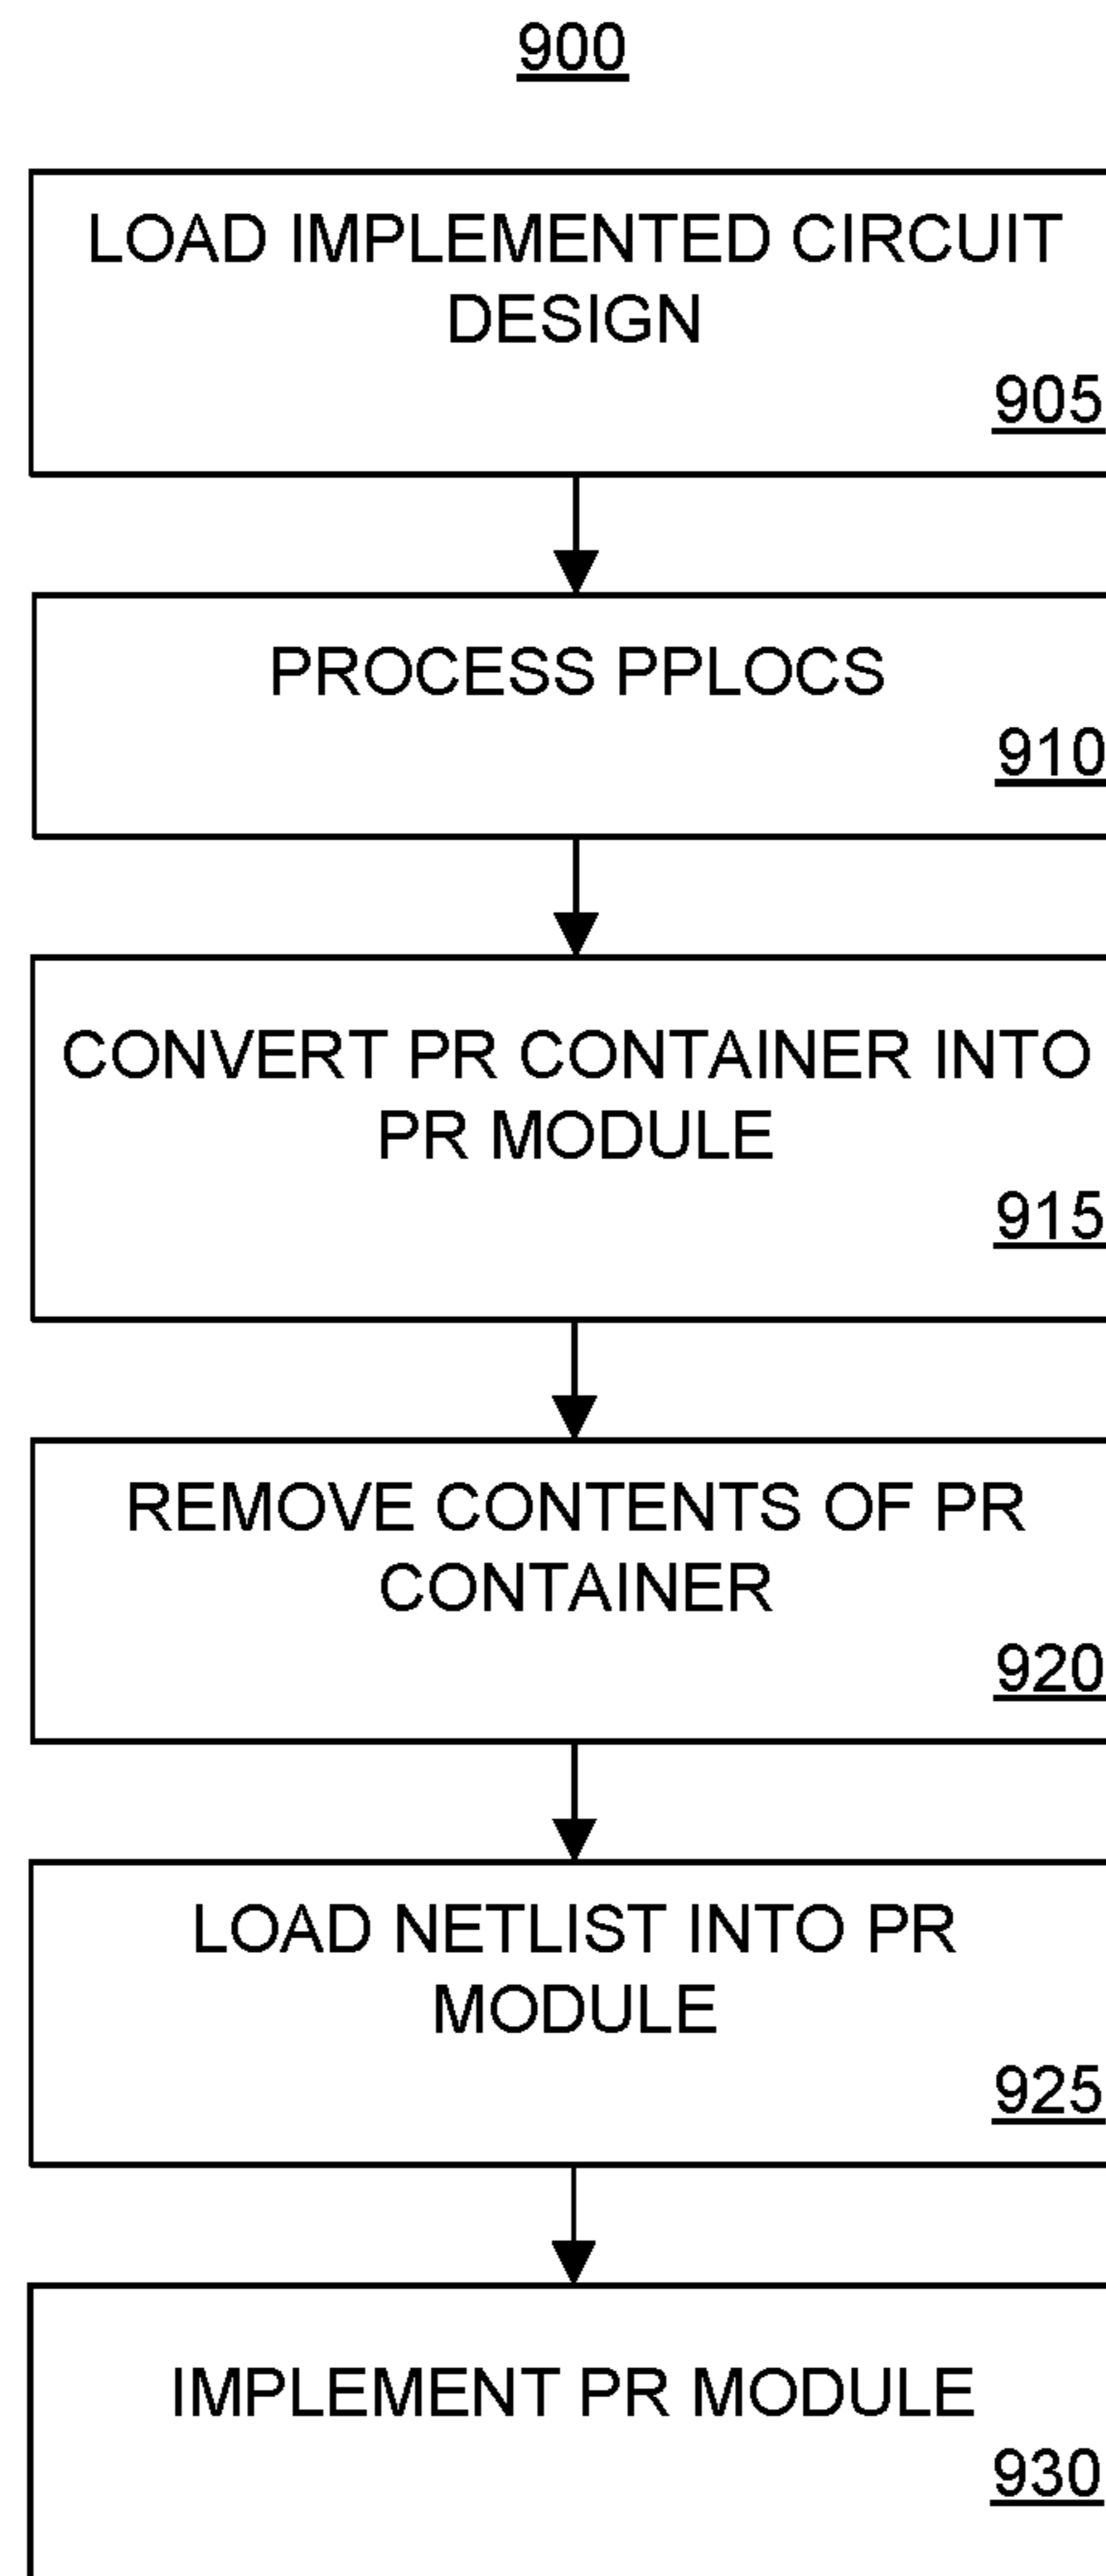 900
LOAD IMPLEMENTED CIRCUIT
DESIGN
905
PROCESS PPLOCS
910
CONVERT PR CONTAINER INTO
PR MODULE
915
REMOVE CONTENTS OF PR
CONTAINER
920
LOAD NETLIST INTO PR
MODULE
925
IMPLEMENT PR MODULE
930